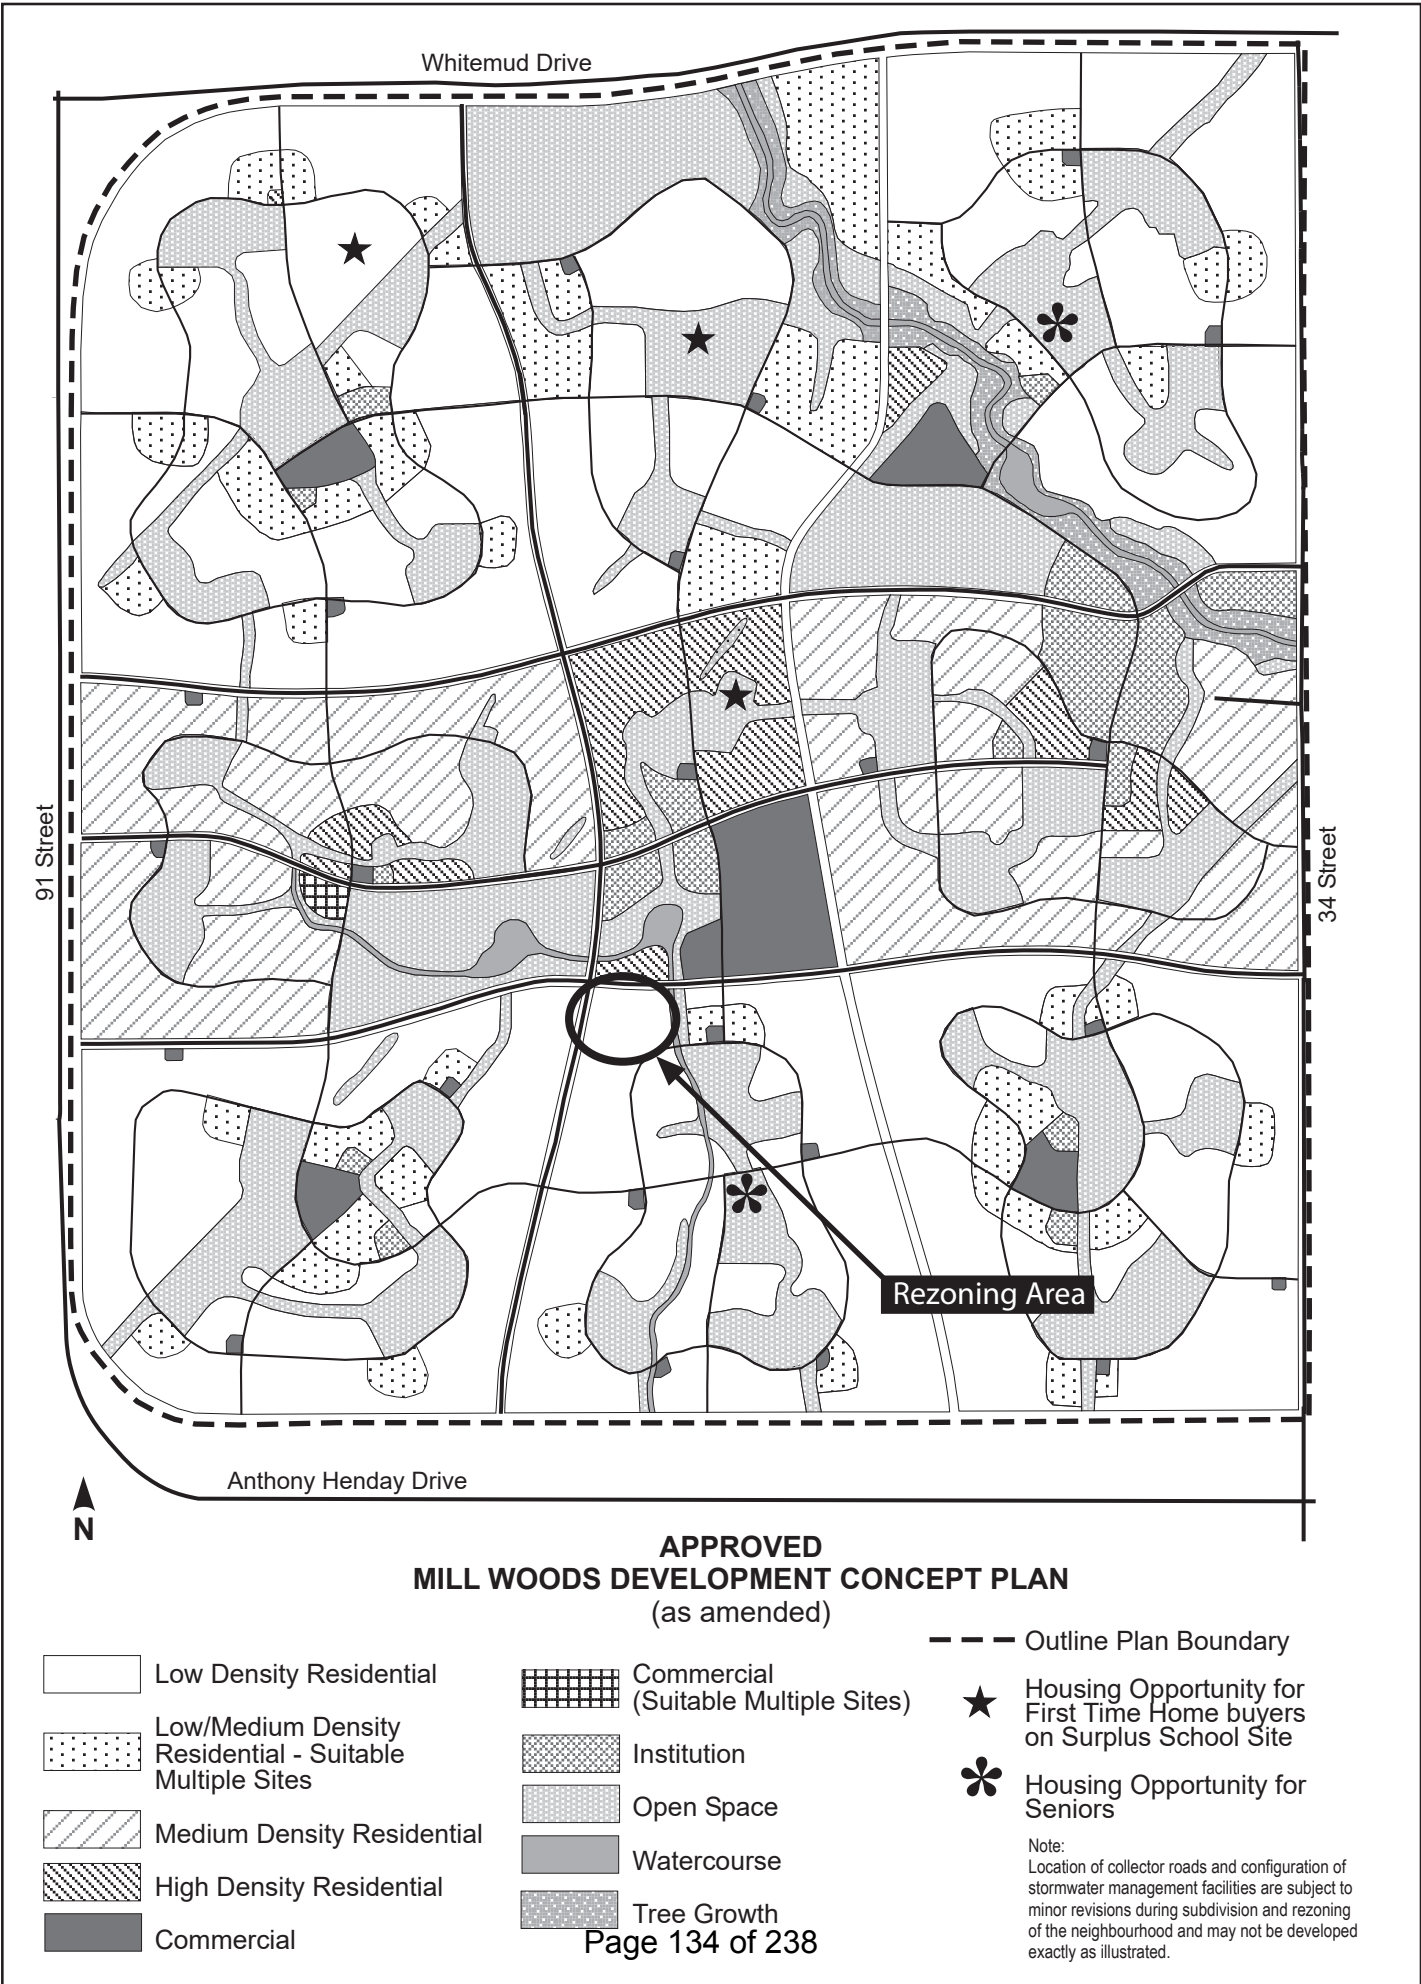 Whitemud Drive
91 Street
34 Street
Rezoning Area
Anthony Henday Drive
N
APPROVED
MILL WOODS DEVELOPMENT CONCEPT PLAN
(as amended)
Low Density Residential
Low/Medium Density
Residential - Suitable
Multiple Sites
Medium Density Residential
High Density Residential
Commercial
Commercial
(Suitable Multiple Sites)
Institution
Open Space
Watercourse
Tree Growth
Outline Plan Boundary
Housing Opportunity for
First Time Home buyers
on Surplus School Site
Housing Opportunity for
Seniors
Note:
Location of collector roads and configuration of
stormwater management facilities are subject to
minor revisions during subdivision and rezoning
of the neighbourhood and may not be developed
exactly as illustrated.
Page 134 of 238